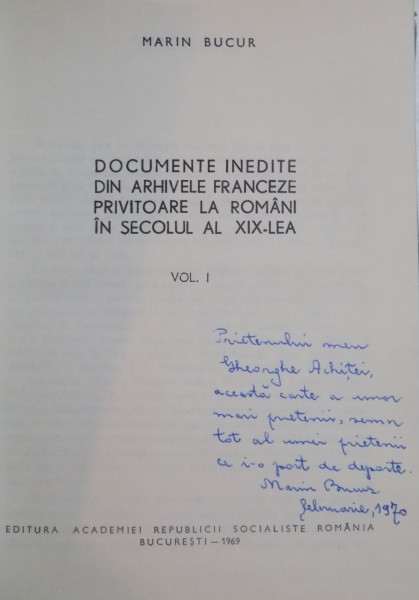 MARIN BUCUR
DOCUMENTE INEDITE
DIN ARHIVELE FRANCEZE
PRIVITOARE LA ROMÂNI
ÎN SECOLUL AL XIX-LEA
VOL. I
Prietenului meu
Gheorghe Achiței,
această carte a unor
mari prietenii, semn
tot al unei prietenii
ce i-o port de departe.
Marin Bucur
februarie, 1970
EDITURA ACADEMIEI REPUBLICII SOCIALISTE ROMÂNIA
BUCUREȘTI — 1969